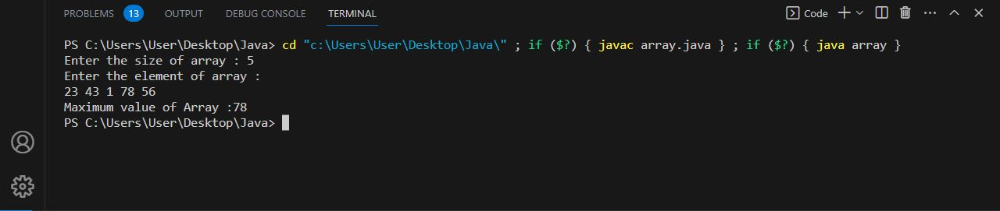 PROBLEMS 13 OUTPUT DEBUG CONSOLE TERMINAL Code
PS C:\Users\User\Desktop\Java> cd "c:\Users\User\Desktop\Java\" ; if ($?) { javac array.java } ; if ($?) { java array }
Enter the size of array : 5
Enter the element of array :
23 43 1 78 56
Maximum value of Array :78
PS C:\Users\User\Desktop\Java>